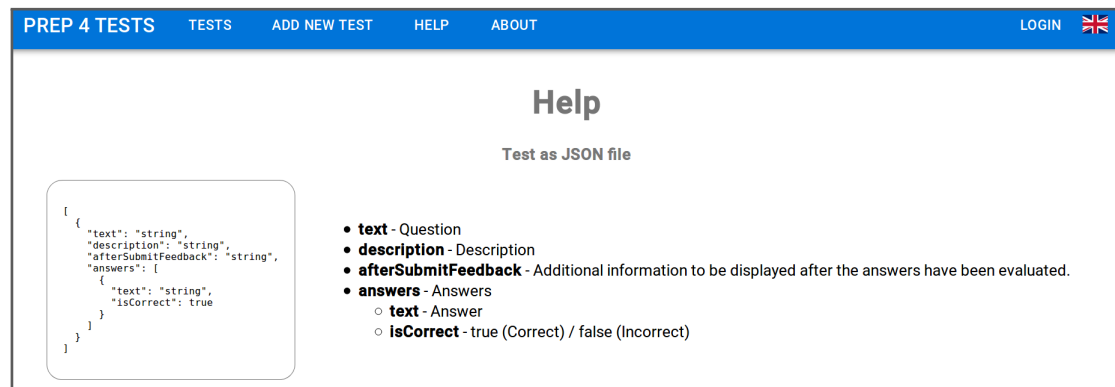 PREP 4 TESTS TESTS ADD NEW TEST HELP ABOUT LOGIN
Help
Test as JSON file
[
  {
    "text": "string",
    "description": "string",
    "afterSubmitFeedback": "string",
    "answers": [
      {
        "text": "string",
        "isCorrect": true
      }
    ]
  }
]
• text - Question
• description - Description
• afterSubmitFeedback - Additional information to be displayed after the answers have been evaluated.
• answers - Answers
○ text - Answer
○ isCorrect - true (Correct) / false (Incorrect)